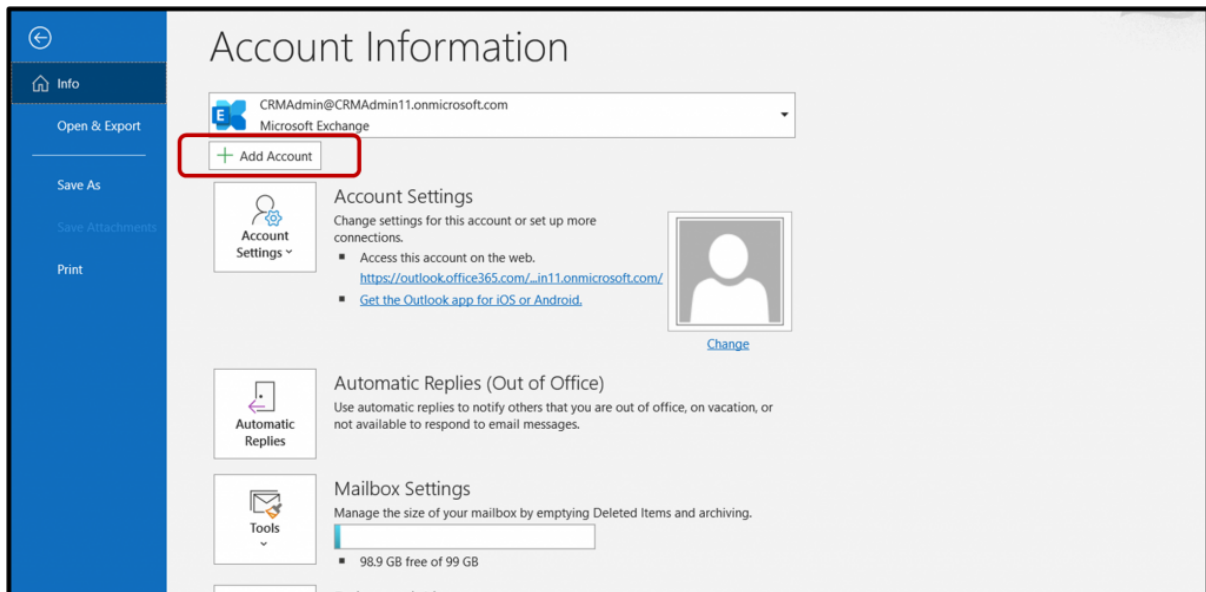 Account Information
Info
Open & Export
Save As
Save Attachments
Print
CRMAdmin@CRMAdmin11.onmicrosoft.com
Microsoft Exchange
Add Account
Account
Settings
Account Settings
Change settings for this account or set up more
connections.
Access this account on the web.
https://outlook.office365.com/...in11.onmicrosoft.com/
Get the Outlook app for iOS or Android.
Change
Automatic
Replies
Automatic Replies (Out of Office)
Use automatic replies to notify others that you are out of office, on vacation, or
not available to respond to email messages.
Tools
Mailbox Settings
Manage the size of your mailbox by emptying Deleted Items and archiving.
98.9 GB free of 99 GB